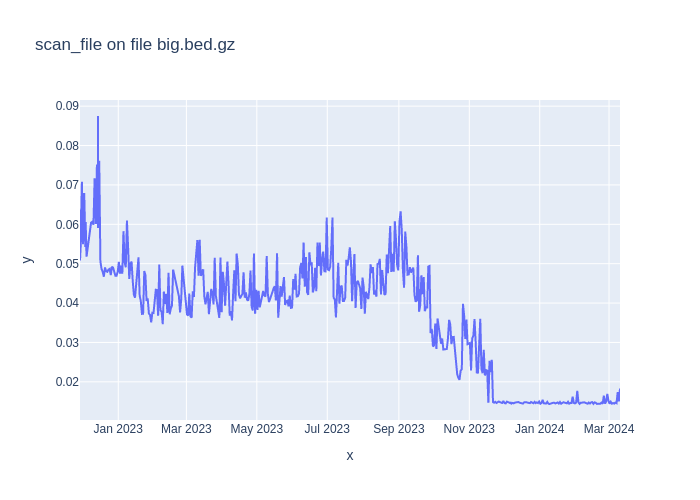 scan_file on file big.bed.gz
0.09
0.08
0.07
0.06
0.05
0.04
0.03
0.02
y
Jan 2023 Mar 2023 May 2023 Jul 2023 Sep 2023 Nov 2023 Jan 2024 Mar 2024
x